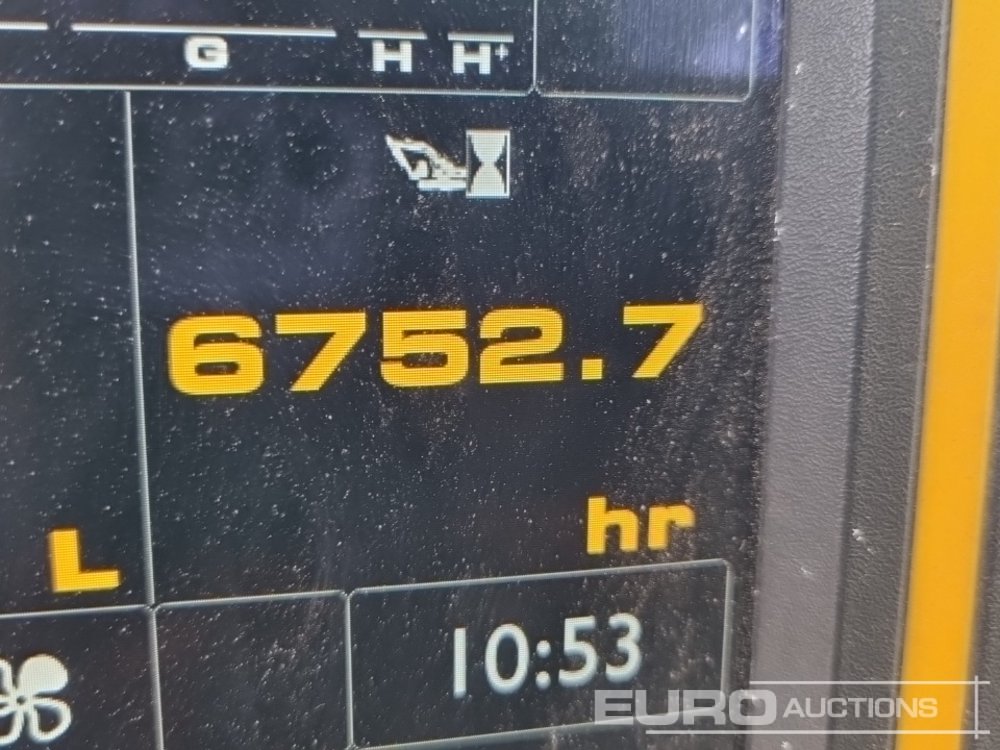 G H H+
6752.7
L hr
10:53
EURO AUCTIONS